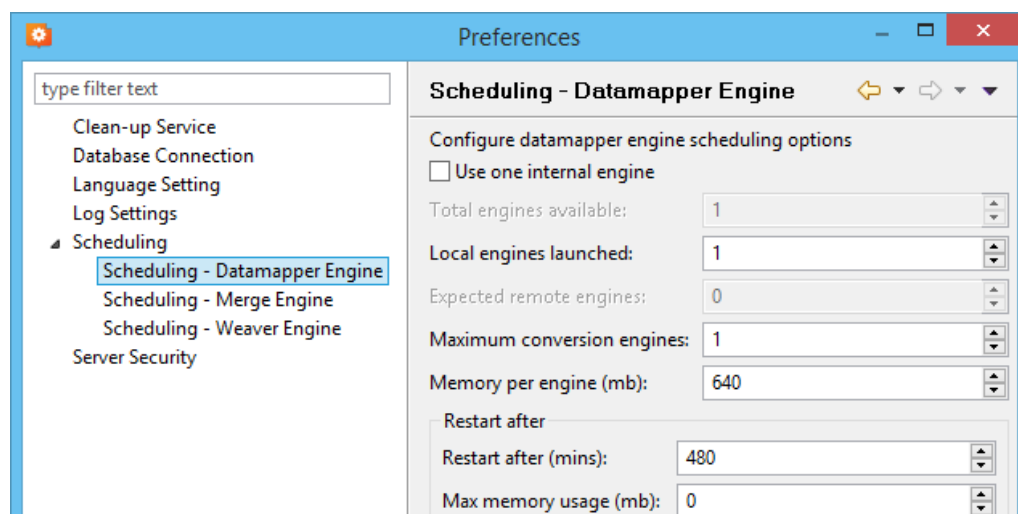 Preferences
type filter text
Clean-up Service
Database Connection
Language Setting
Log Settings
Scheduling
Scheduling - Datamapper Engine
Scheduling - Merge Engine
Scheduling - Weaver Engine
Server Security
Scheduling - Datamapper Engine
Configure datamapper engine scheduling options
Use one internal engine
Total engines available: 1
Local engines launched: 1
Expected remote engines: 0
Maximum conversion engines: 1
Memory per engine (mb): 640
Restart after
Restart after (mins): 480
Max memory usage (mb): 0